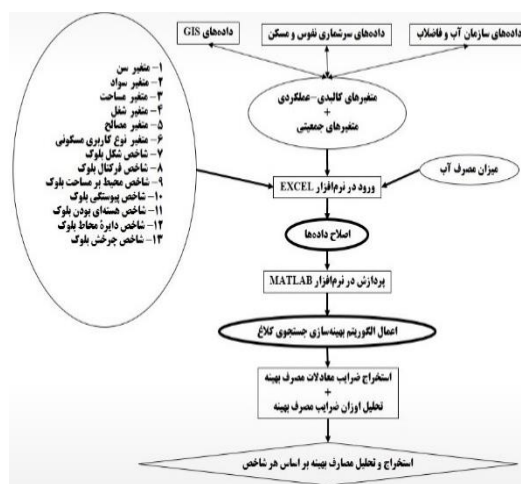 داده‌های سازمان آب و فاضلاب
داده‌های سرشماری نفوس و مسکن
داده‌های GIS
متغیرهای کالبدی-عملکردی
+
متغیرهای جمعیتی
۱- متغیر سن
۲- متغیر سواد
۳- متغیر مساحت
۴- متغیر شغل
۵- متغیر مصالح
۶- متغیر نوع کاربری مسکونی
۷- شاخص شکل بلوک
۸- شاخص فرکتال بلوک
۹- شاخص محیط بر مساحت بلوک
۱۰- شاخص پیوستگی بلوک
۱۱- شاخص هسته‌ای بودن بلوک
۱۲- شاخص دایرهٔ محاط بلوک
۱۳- شاخص چرخش بلوک
میزان مصرف آب
ورود در نرم‌افزار EXCEL
اصلاح داده‌ها
پردازش در نرم‌افزار MATLAB
اعمال الگوریتم بهینه‌سازی جستجوی کلاغ
استخراج ضرایب معادلات مصرف بهینه
+
تحلیل اوزان ضرایب مصرف بهینه
استخراج و تحلیل مصارف بهینه بر اساس هر شاخص